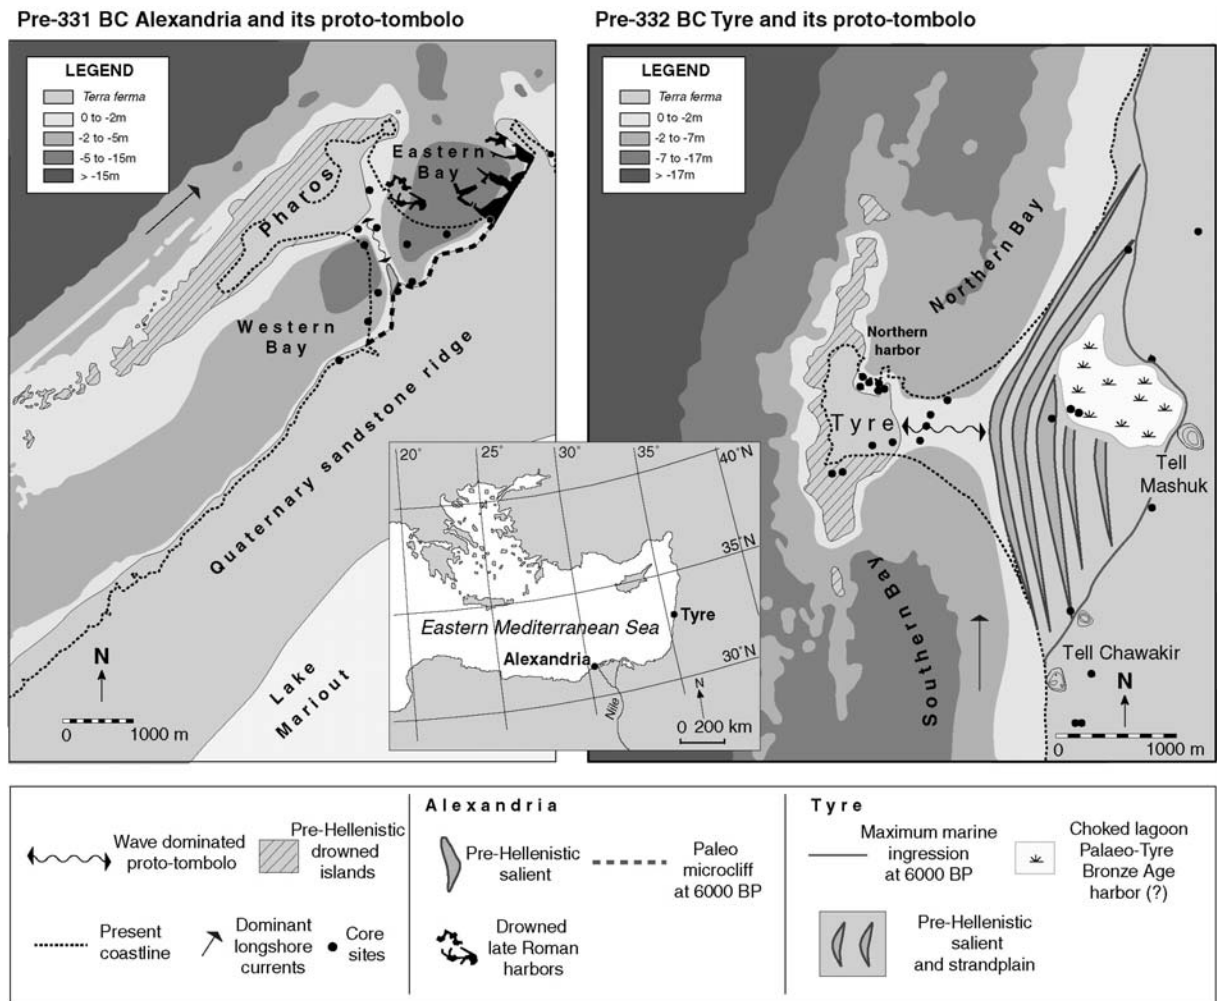 Pre-331 BC Alexandria and its proto-tombolo
LEGEND
Terra ferma
0 to -2m
-2 to -5m
-5 to -15m
> -15m
Eastern
Bay
Pharos
Western
Bay
Quaternary sandstone ridge
Lake
Mariout
N
0 1000 m
Pre-332 BC Tyre and its proto-tombolo
LEGEND
Terra ferma
0 to -2m
-2 to -7m
-7 to -17m
> -17m
Northern Bay
Northern
harbor
Tyre
Tell
Mashuk
Southern Bay
Tell Chawakir
N
0 1000 m
20° 25° 30° 35° 40°N
35°N
Tyre
Eastern Mediterranean Sea
Alexandria
30°N
Nile
N
0 200 km
Wave dominated
proto-tombolo
Pre-Hellenistic
drowned
islands
Present
coastline
Dominant
longshore
currents
Core
sites
Alexandria
Pre-Hellenistic
salient
Paleo
microcliff
at 6000 BP
Drowned
late Roman
harbors
Tyre
Maximum marine
ingression
at 6000 BP
Choked lagoon
Palaeo-Tyre
Bronze Age
harbor (?)
Pre-Hellenistic
salient
and strandplain